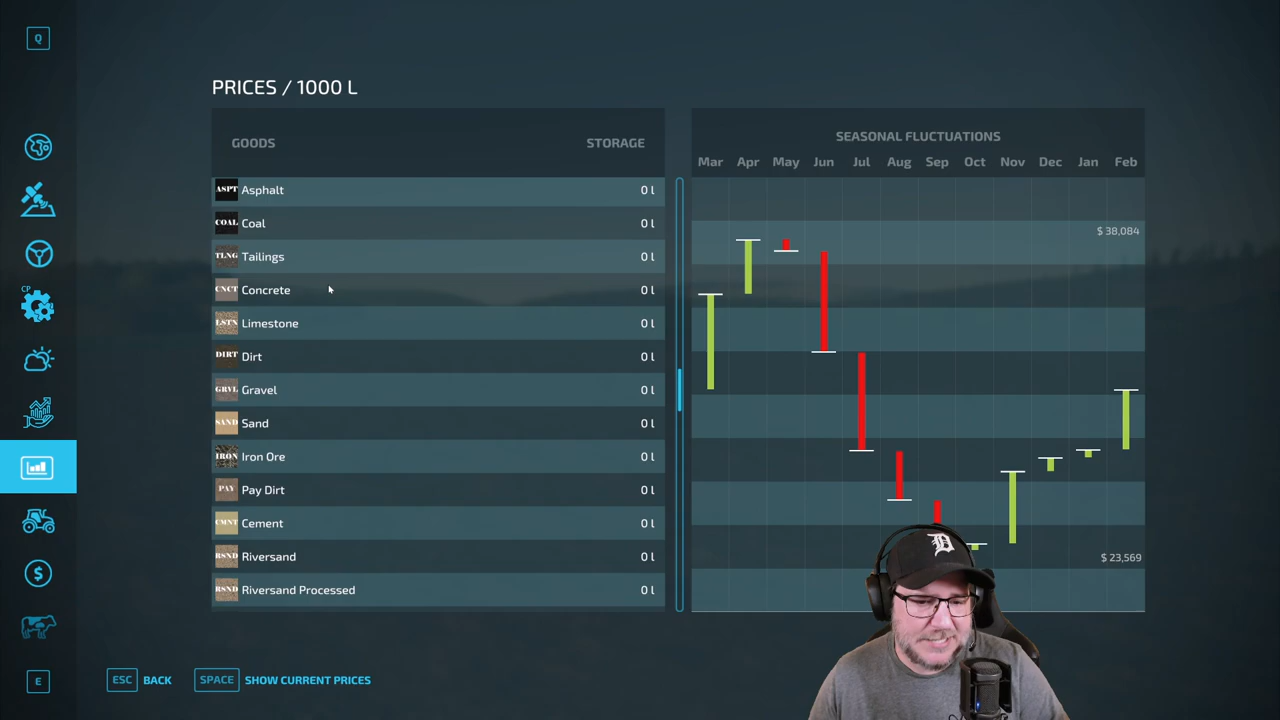 Q
PRICES / 1000 L
GOODS STORAGE
SEASONAL FLUCTUATIONS
Mar Apr May Jun Jul Aug Sep Oct Nov Dec Jan Feb
ASPT Asphalt 0 l
COAL Coal 0 l
$ 38,084
TLNG Tailings 0 l
CP
CNCT Concrete 0 l
LSTN Limestone 0 l
DIRT Dirt 0 l
GRVL Gravel 0 l
SAND Sand 0 l
IRON Iron Ore 0 l
PAY Pay Dirt 0 l
CMNT Cement 0 l
RSND Riversand 0 l
$ 23,569
RSND Riversand Processed 0 l
D
E
ESC BACK SPACE SHOW CURRENT PRICES